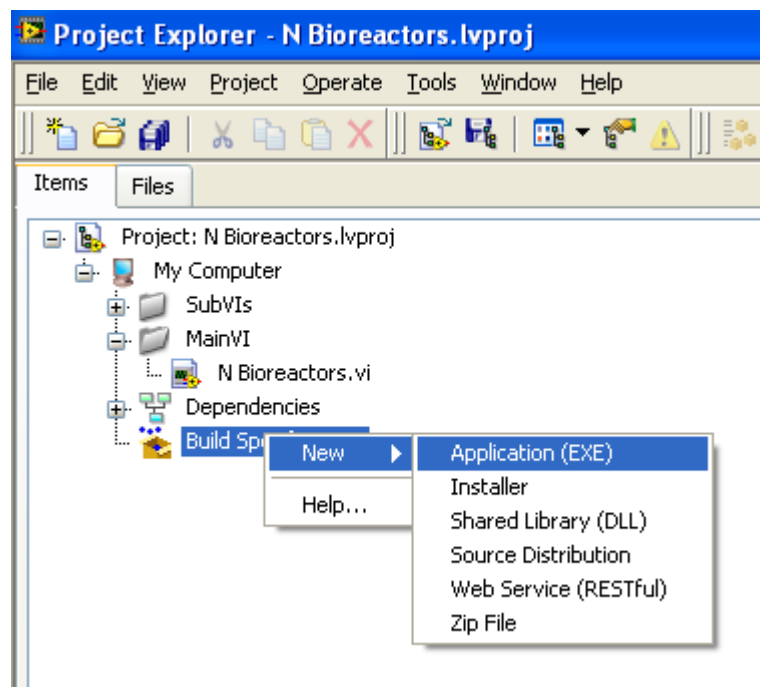 Project Explorer - N Bioreactors.lvproj
File Edit View Project Operate Tools Window Help
Items Files
Project: N Bioreactors.lvproj
My Computer
SubVIs
MainVI
N Bioreactors.vi
Dependencies
Build
New
Help...
Application (EXE)
Installer
Shared Library (DLL)
Source Distribution
Web Service (RESTful)
Zip File